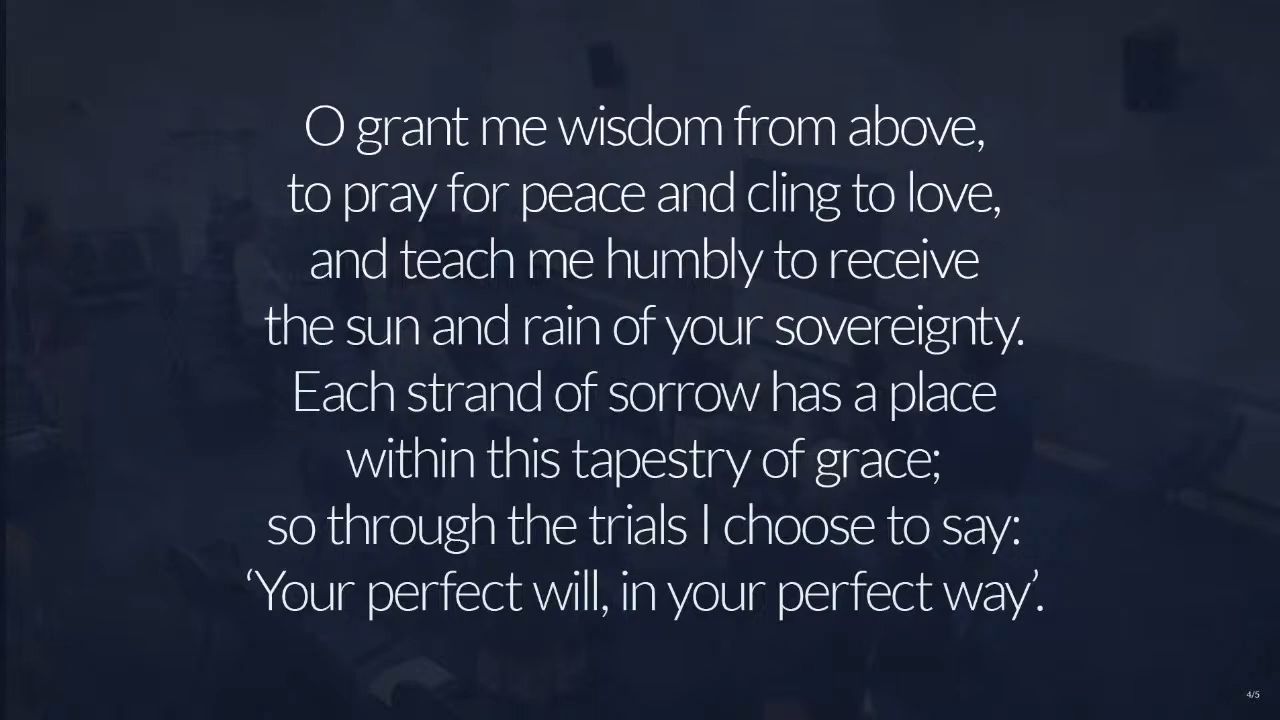 O grant me wisdom from above,
to pray for peace and cling to love,
and teach me humbly to receive
the sun and rain of your sovereignty.
Each strand of sorrow has a place
within this tapestry of grace;
so through the trials I choose to say:
‘Your perfect will, in your perfect way’.
4/5